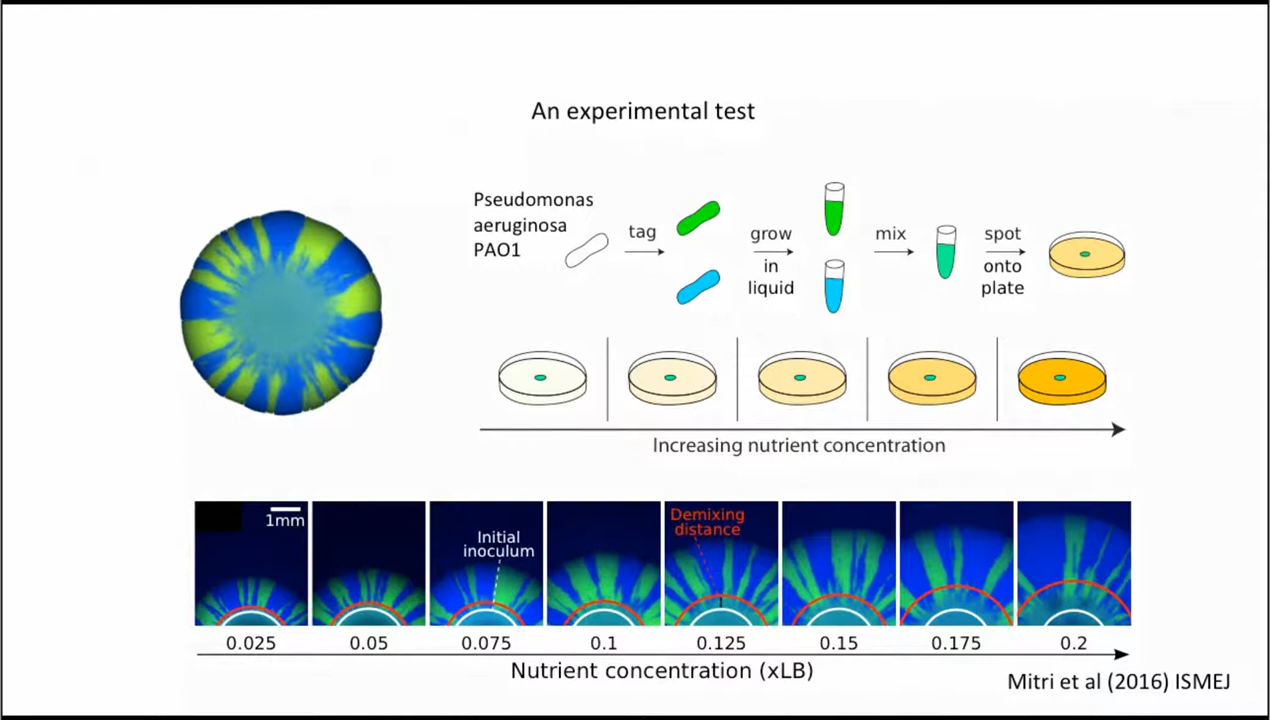 An experimental test
Pseudomonas
aeruginosa
PAO1
tag
grow
in
liquid
mix
spot
onto
plate
Increasing nutrient concentration
1mm
Initial
inoculum
Demixing
distance
0.025 0.05 0.075 0.1 0.125 0.15 0.175 0.2
Nutrient concentration (xLB)
Mitri et al (2016) ISMEJ